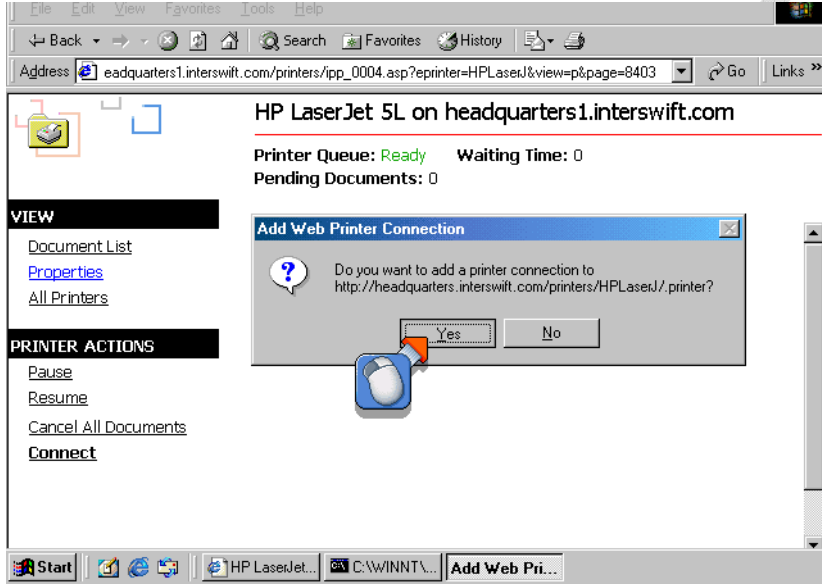 File Edit View Favorites Tools Help
Back Search Favorites History
Address eadquarters1.interswift.com/printers/ipp_0004.asp?eprinter=HPLaserJ&view=p&page=8403 Go Links »
HP LaserJet 5L on headquarters1.interswift.com
Printer Queue: Ready Waiting Time: 0
Pending Documents: 0
VIEW
Document List
Properties
All Printers
PRINTER ACTIONS
Pause
Resume
Cancel All Documents
Connect
Add Web Printer Connection
Do you want to add a printer connection to
http://headquarters.interswift.com/printers/HPLaserJ/.printer?
Yes No
Start HP LaserJet... C:\WINNT\... Add Web Pri...